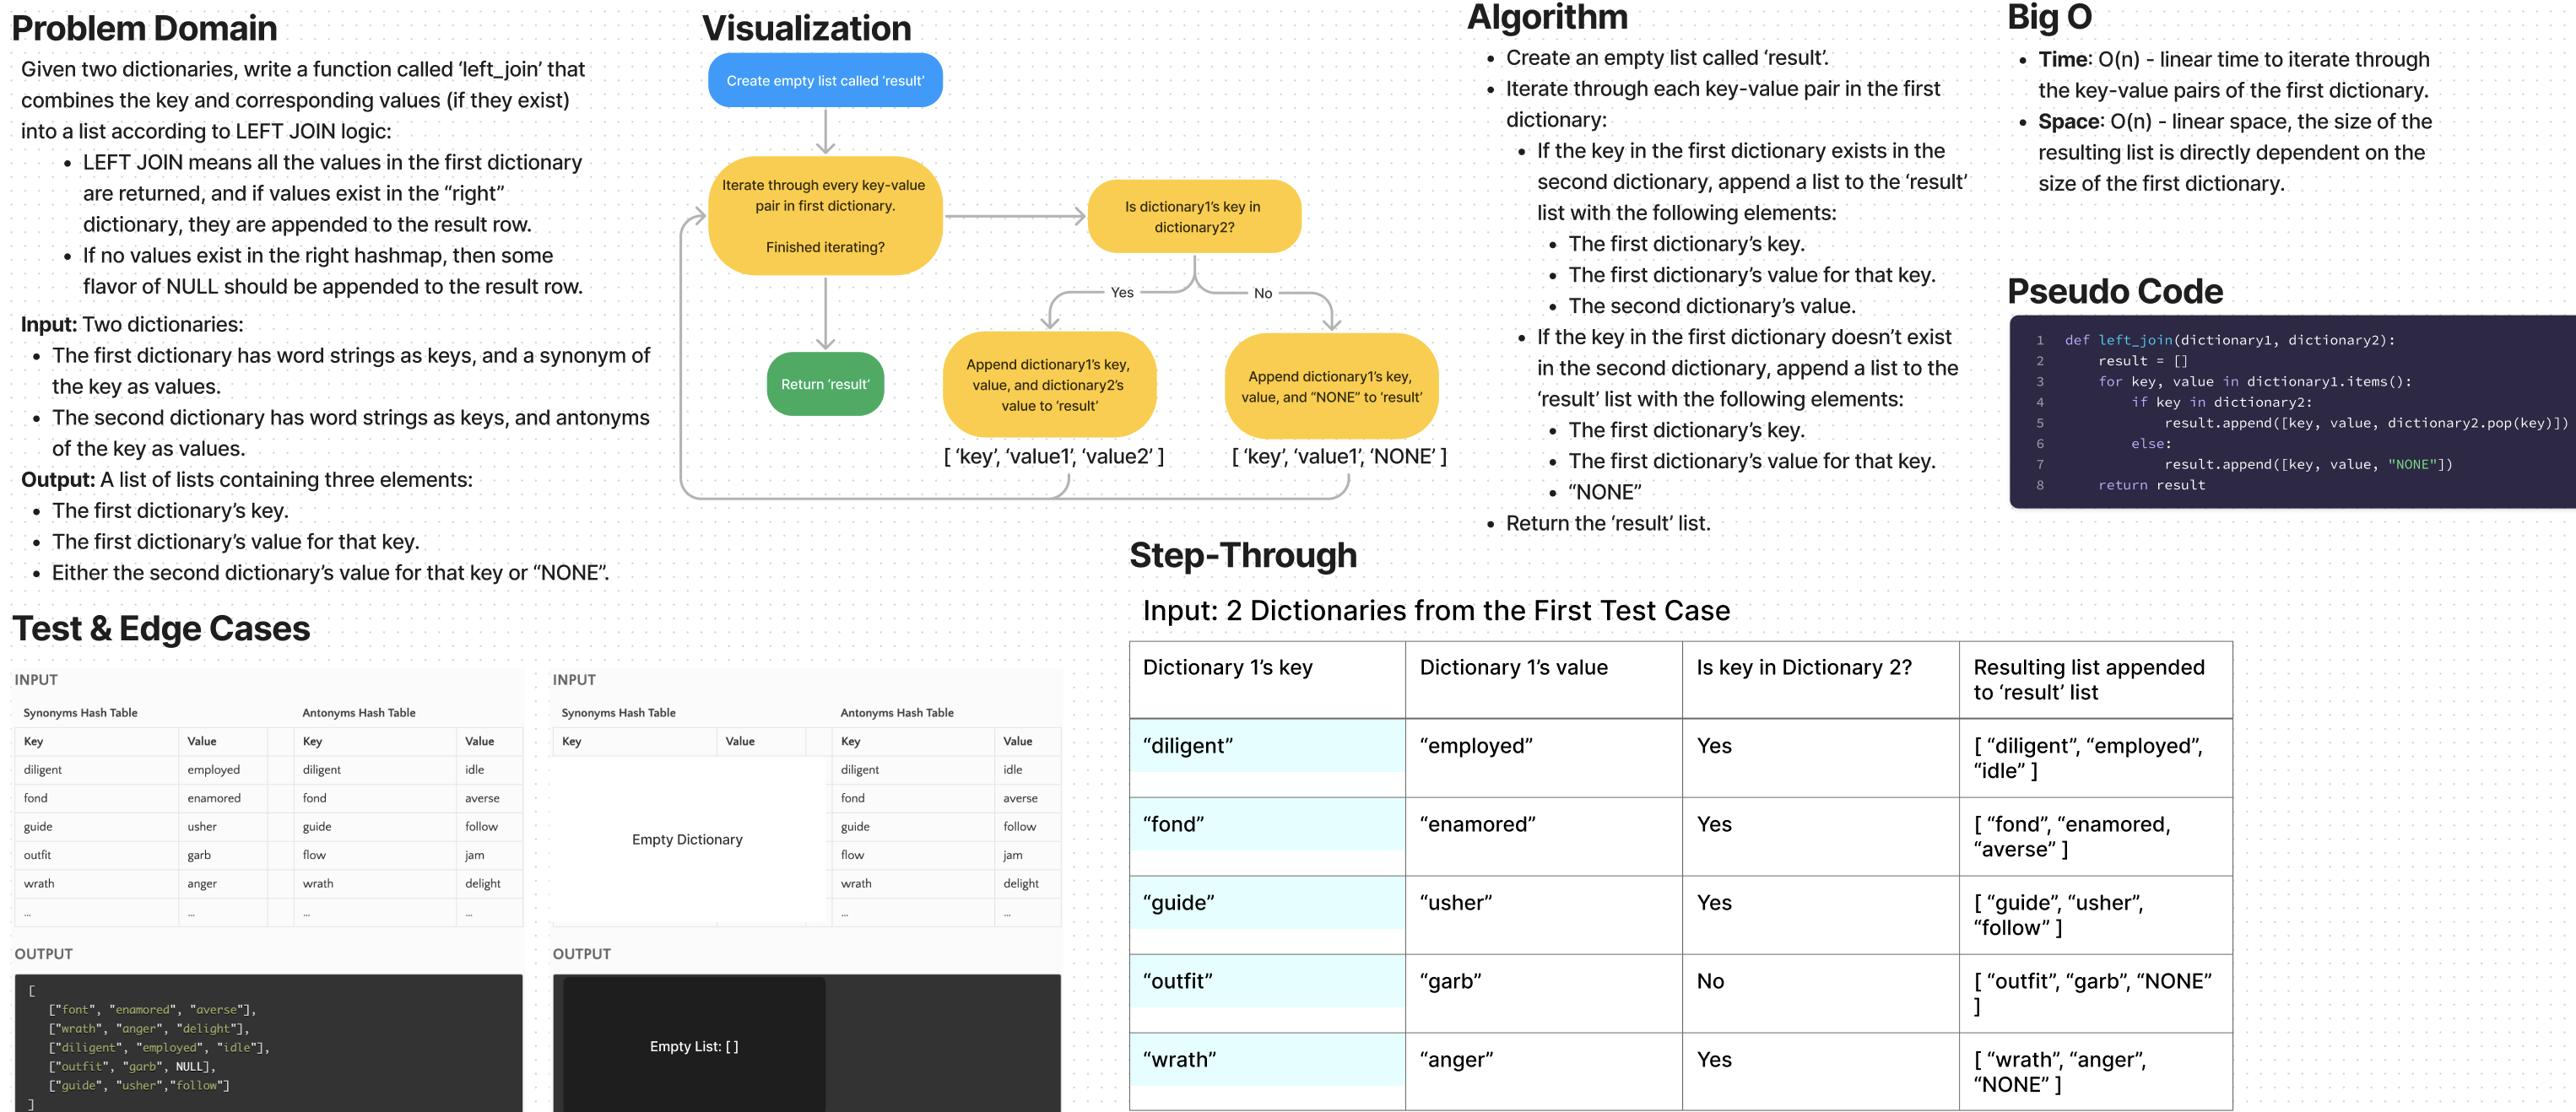 Problem Domain
Given two dictionaries, write a function called ‘left_join’ that
combines the key and corresponding values (if they exist)
into a list according to LEFT JOIN logic:
• LEFT JOIN means all the values in the first dictionary
are returned, and if values exist in the “right”
dictionary, they are appended to the result row.
• If no values exist in the right hashmap, then some
flavor of NULL should be appended to the result row.
Input: Two dictionaries:
• The first dictionary has word strings as keys, and a synonym of
the key as values.
• The second dictionary has word strings as keys, and antonyms
of the key as values.
Output: A list of lists containing three elements:
• The first dictionary’s key.
• The first dictionary’s value for that key.
• Either the second dictionary’s value for that key or “NONE”.
Visualization
Create empty list called ‘result’
Iterate through every key-value
pair in first dictionary.
Finished iterating?
Is dictionary1’s key in
dictionary2?
Yes
No
Return ‘result’
Append dictionary1’s key,
value, and dictionary2’s
value to ‘result’
Append dictionary1’s key,
value, and “NONE” to ‘result’
[ ‘key’, ‘value1’, ‘value2’ ]
[ ‘key’, ‘value1’, ‘NONE’ ]
Algorithm
• Create an empty list called ‘result’.
• Iterate through each key-value pair in the first
dictionary:
• If the key in the first dictionary exists in the
second dictionary, append a list to the ‘result’
list with the following elements:
• The first dictionary’s key.
• The first dictionary’s value for that key.
• The second dictionary’s value.
• If the key in the first dictionary doesn’t exist
in the second dictionary, append a list to the
‘result’ list with the following elements:
• The first dictionary’s key.
• The first dictionary’s value for that key.
• “NONE”
• Return the ‘result’ list.
Big O
• Time: O(n) - linear time to iterate through
the key-value pairs of the first dictionary.
• Space: O(n) - linear space, the size of the
resulting list is directly dependent on the
size of the first dictionary.
Pseudo Code
1 def left_join(dictionary1, dictionary2):
2 result = []
3 for key, value in dictionary1.items():
4 if key in dictionary2:
5 result.append([key, value, dictionary2.pop(key)])
6 else:
7 result.append([key, value, "NONE"])
8 return result
Test & Edge Cases
INPUT
Synonyms Hash Table Antonyms Hash Table
Key Value Key Value
diligent employed diligent idle
fond enamored fond averse
guide usher guide follow
outfit garb flow jam
wrath anger wrath delight
... ... ... ...
OUTPUT
[
["font", "enamored", "averse"],
["wrath", "anger", "delight"],
["diligent", "employed", "idle"],
["outfit", "garb", NULL],
["guide", "usher","follow"]
]
INPUT
Synonyms Hash Table Antonyms Hash Table
Key Value Key Value
diligent idle
fond averse
guide follow
flow jam
wrath delight
... ...
Empty Dictionary
OUTPUT
Empty List: [ ]
Step-Through
Input: 2 Dictionaries from the First Test Case
Dictionary 1’s key Dictionary 1’s value Is key in Dictionary 2? Resulting list appended
to ‘result’ list
“diligent” “employed” Yes [ “diligent”, “employed”,
“idle” ]
“fond” “enamored” Yes [ “fond”, “enamored,
“averse” ]
“guide” “usher” Yes [ “guide”, “usher”,
“follow” ]
“outfit” “garb” No [ “outfit”, “garb”, “NONE”
]
“wrath” “anger” Yes [ “wrath”, “anger”,
“NONE” ]